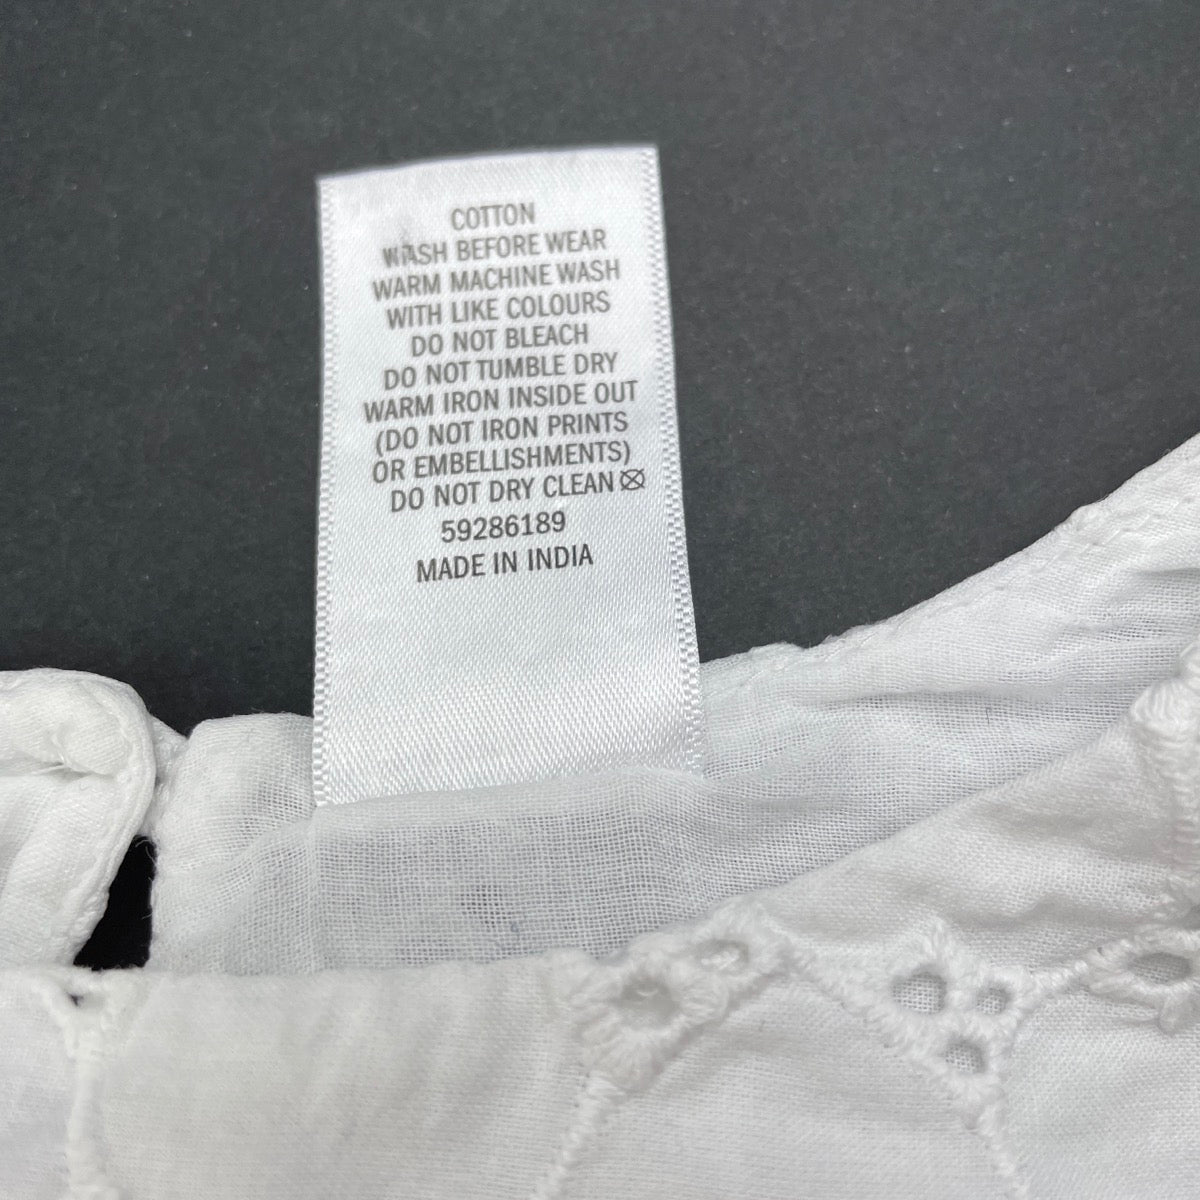 COTTON
WASH BEFORE WEAR
WARM MACHINE WASH
WITH LIKE COLOURS
DO NOT BLEACH
DO NOT TUMBLE DRY
WARM IRON INSIDE OUT
(DO NOT IRON PRINTS
OR EMBELLISHMENTS)
DO NOT DRY CLEAN
59286189
MADE IN INDIA